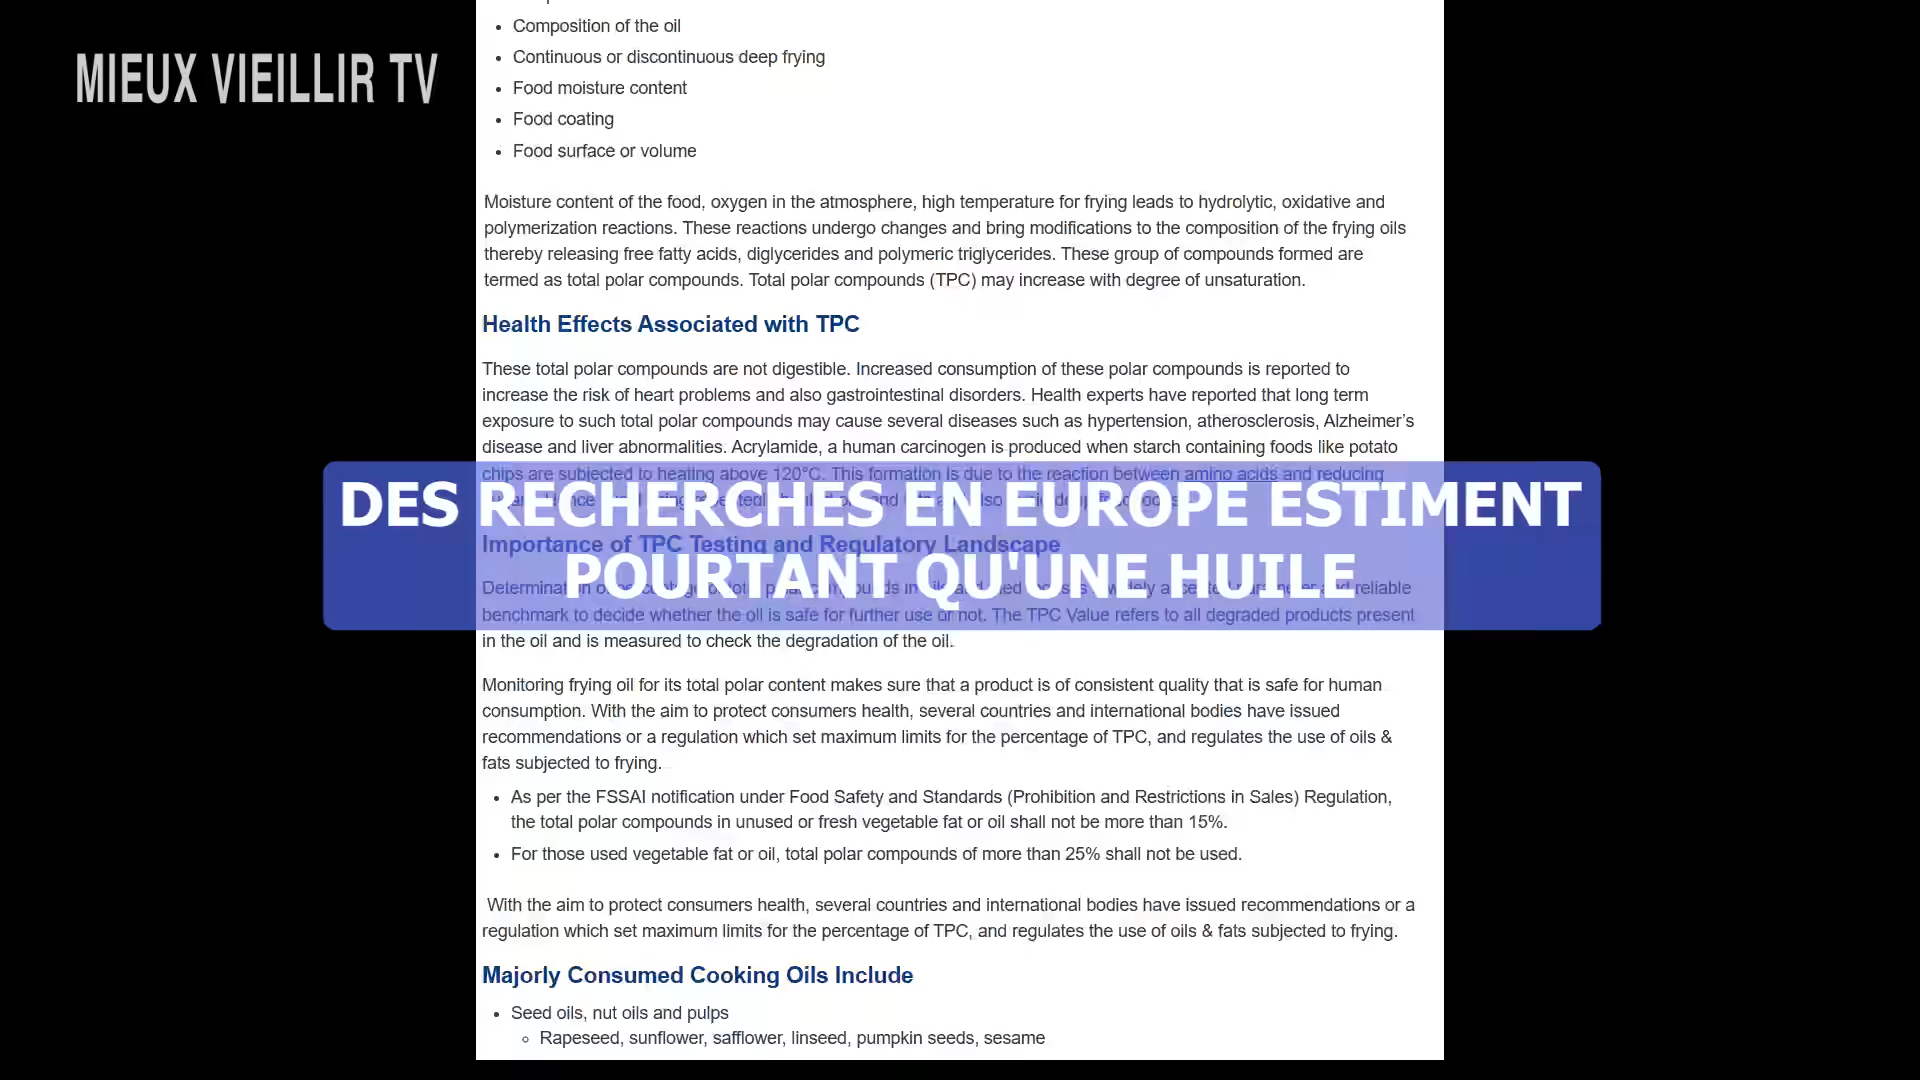 MIEUX VIEILLIR TV
Composition of the oil
Continuous or discontinuous deep frying
Food moisture content
Food coating
Food surface or volume
Moisture content of the food, oxygen in the atmosphere, high temperature for frying leads to hydrolytic, oxidative and
polymerization reactions. These reactions undergo changes and bring modifications to the composition of the frying oils
thereby releasing free fatty acids, diglycerides and polymeric triglycerides. These group of compounds formed are
termed as total polar compounds. Total polar compounds (TPC) may increase with degree of unsaturation.
Health Effects Associated with TPC
These total polar compounds are not digestible. Increased consumption of these polar compounds is reported to
increase the risk of heart problems and also gastrointestinal disorders. Health experts have reported that long term
exposure to such total polar compounds may cause several diseases such as hypertension, atherosclerosis, Alzheimer's
disease and liver abnormalities. Acrylamide, a human carcinogen is produced when starch containing foods like potato
chips are subjected to heating above 120°C. This formation is due to the reaction between amino acids and reducing
DES RECHERCHES EN EUROPE ESTIMENT
Importance of TPC Testing and Regulatory Landscape
POURTANT QU'UNE HUILE
reliable
benchmark to decide whether the oil is safe for further use or not. The TPC Value refers to all degraded products present
in the oil and is measured to check the degradation of the oil.
Monitoring frying oil for its total polar content makes sure that a product is of consistent quality that is safe for human
consumption. With the aim to protect consumers health, several countries and international bodies have issued
recommendations or a regulation which set maximum limits for the percentage of TPC, and regulates the use of oils &
fats subjected to frying.
As per the FSSAI notification under Food Safety and Standards (Prohibition and Restrictions in Sales) Regulation,
the total polar compounds in unused or fresh vegetable fat or oil shall not be more than 15%.
For those used vegetable fat or oil, total polar compounds of more than 25% shall not be used.
With the aim to protect consumers health, several countries and international bodies have issued recommendations or a
regulation which set maximum limits for the percentage of TPC, and regulates the use of oils & fats subjected to frying.
Majorly Consumed Cooking Oils Include
Seed oils, nut oils and pulps
Rapeseed, sunflower, safflower, linseed, pumpkin seeds, sesame